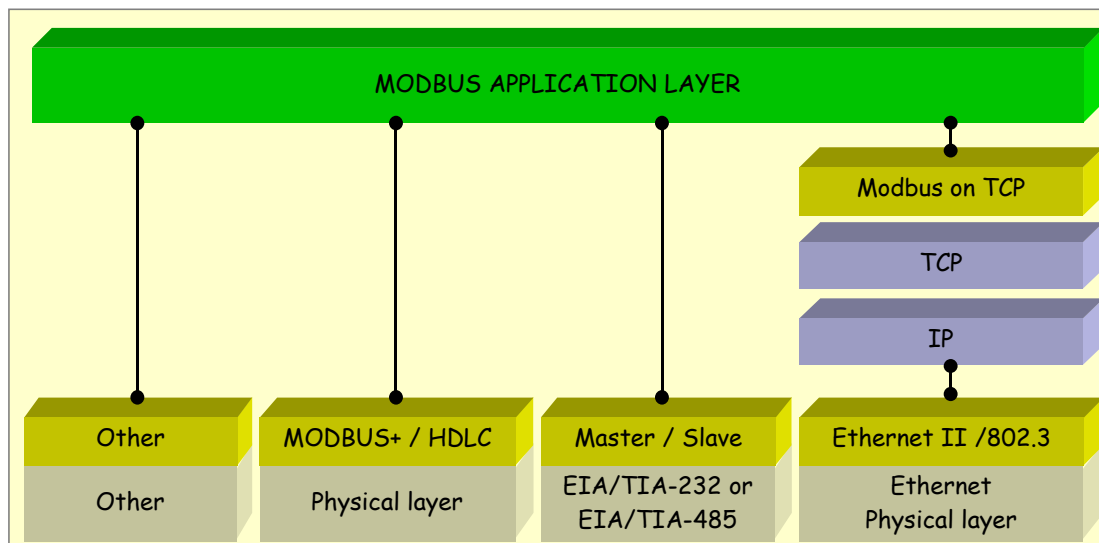 MODBUS APPLICATION LAYER
Modbus on TCP
TCP
IP
Other
MODBUS+ / HDLC
Master / Slave
Ethernet II /802.3
Other
Physical layer
EIA/TIA-232 or
EIA/TIA-485
Ethernet
Physical layer